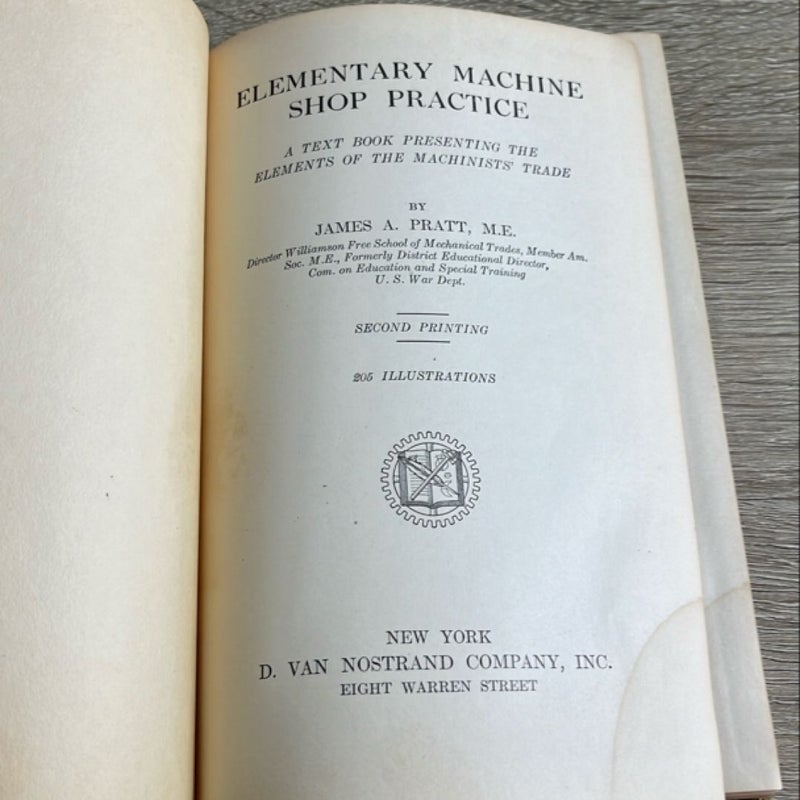 ELEMENTARY MACHINE
SHOP PRACTICE
A TEXT BOOK PRESENTING THE
ELEMENTS OF THE MACHINISTS' TRADE
BY
JAMES A. PRATT, M.E.
Director Williamson Free School of Mechanical Trades, Member Am.
Soc. M.E., Formerly District Educational Director,
Com. on Education and Special Training
U. S. War Dept.
SECOND PRINTING
205 ILLUSTRATIONS
NEW YORK
D. VAN NOSTRAND COMPANY, INC.
EIGHT WARREN STREET